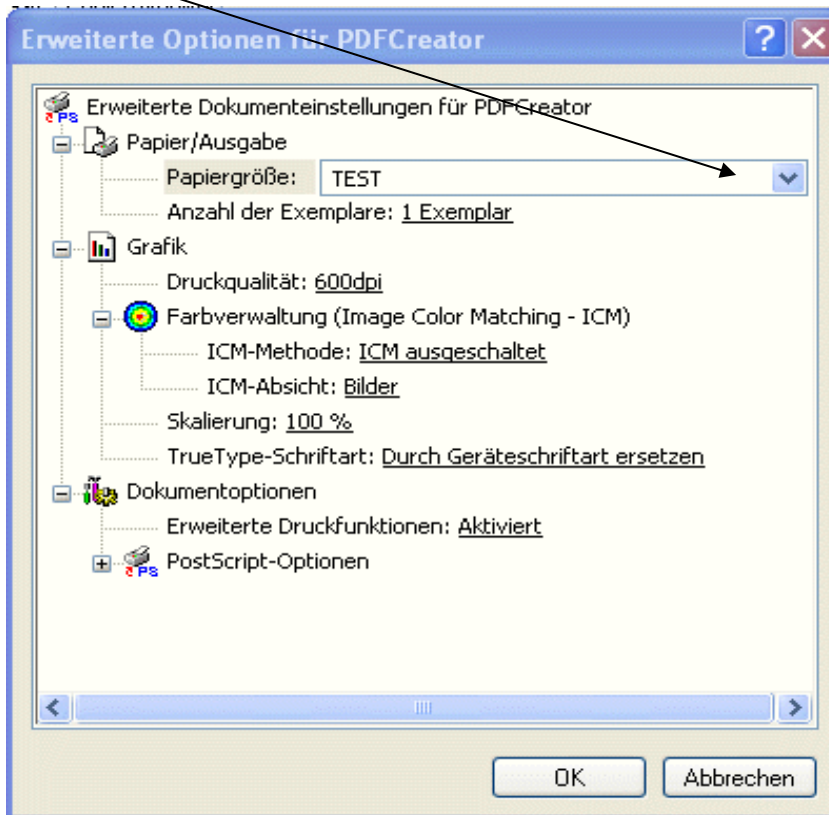 Erweiterte Optionen für PDFCreator
Erweiterte Dokumenteinstellungen für PDFCreator
Papier/Ausgabe
Papiergröße: TEST
Anzahl der Exemplare: 1 Exemplar
Grafik
Druckqualität: 600dpi
Farbverwaltung (Image Color Matching - ICM)
ICM-Methode: ICM ausgeschaltet
ICM-Absicht: Bilder
Skalierung: 100 %
TrueType-Schriftart: Durch Geräteschriftart ersetzen
Dokumentoptionen
Erweiterte Druckfunktionen: Aktiviert
PostScript-Optionen
OK Abbrechen